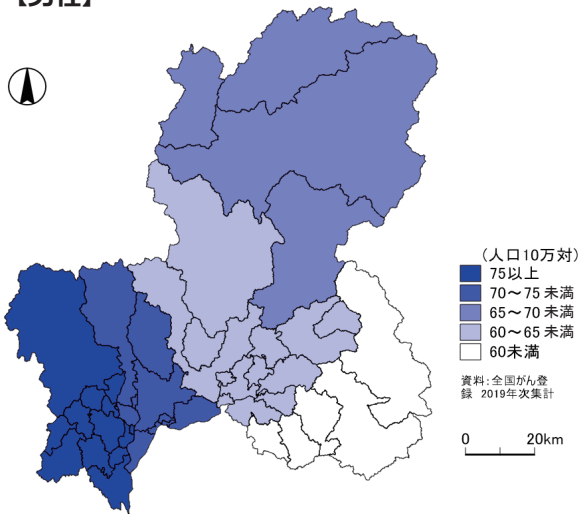 【男性】
(人口10万対)
75以上
70～75 未満
65～70 未満
60～65 未満
60未満
資料:全国がん登
録 2019年次集計
0 20km